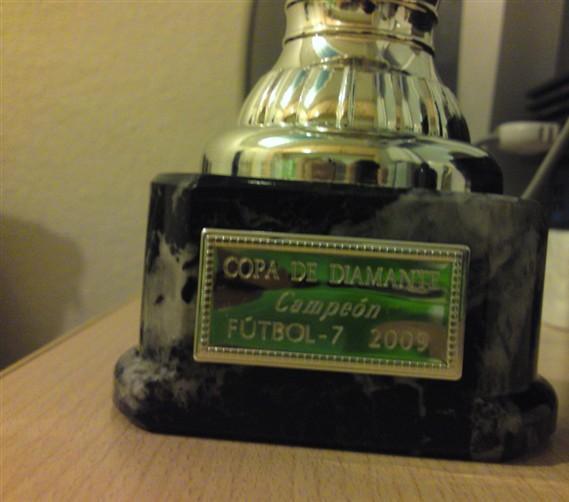 COPA DE DIAMANTE
Campeón
FÚTBOL-7 2009